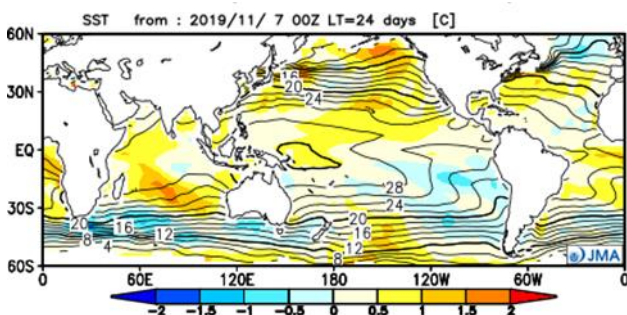 SST from : 2019/11/ 7 00Z LT=24 days [C]
60N
30N
EQ
30S
60S
16
20
24
28
24
20
16
12
8
20
16
8
12
4
JMA
0 60E 120E 180 120W 60W 0
-2 -1.5 -1 -0.5 0 0.5 1 1.5 2